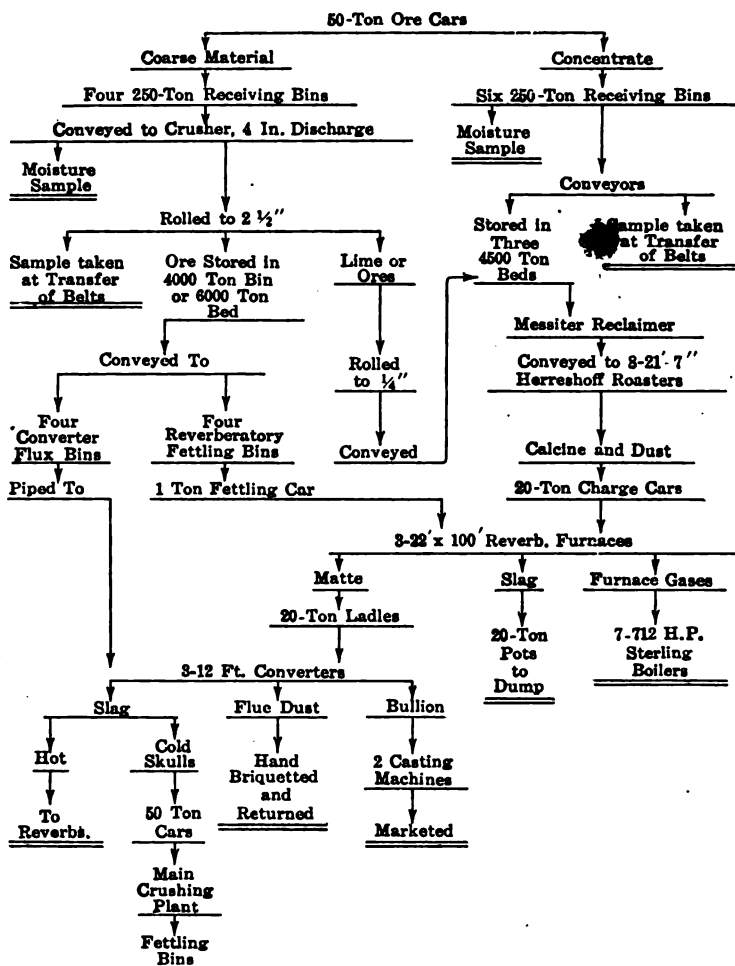 50-Ton Ore Cars
Coarse Material
Concentrate
Four 250-Ton Receiving Bins
Six 250-Ton Receiving Bins
Conveyed to Crusher, 4 In. Discharge
Moisture
Sample
Moisture
Sample
Conveyors
Rolled to 2 ½"
Stored in
Three
4500 Ton
Beds
Sample taken
at Transfer
of Belts
Sample taken
at Transfer
of Belts
Ore Stored in
4000 Ton Bin
or 6000 Ton
Bed
Lime or
Ores
Messiter Reclaimer
Conveyed To
Rolled
to ¼"
Conveyed to 8-21'-7"
Herreshoff Roasters
Four
Converter
Flux Bins
Four
Reverberatory
Fettling Bins
Conveyed
Calcine and Dust
Piped To
1 Ton Fettling Car
20-Ton Charge Cars
3-22' x 100' Reverb. Furnaces
Matte
Slag
Furnace Gases
20-Ton Ladles
20-Ton
Pots
to
Dump
7-712 H.P.
Sterling
Boilers
3-12 Ft. Converters
Slag
Flue Dust
Bullion
Hot
Cold
Skulls
Hand
Briquetted
and
Returned
2 Casting
Machines
To
Reverbs.
50 Ton
Cars
Marketed
Main
Crushing
Plant
Fettling
Bins